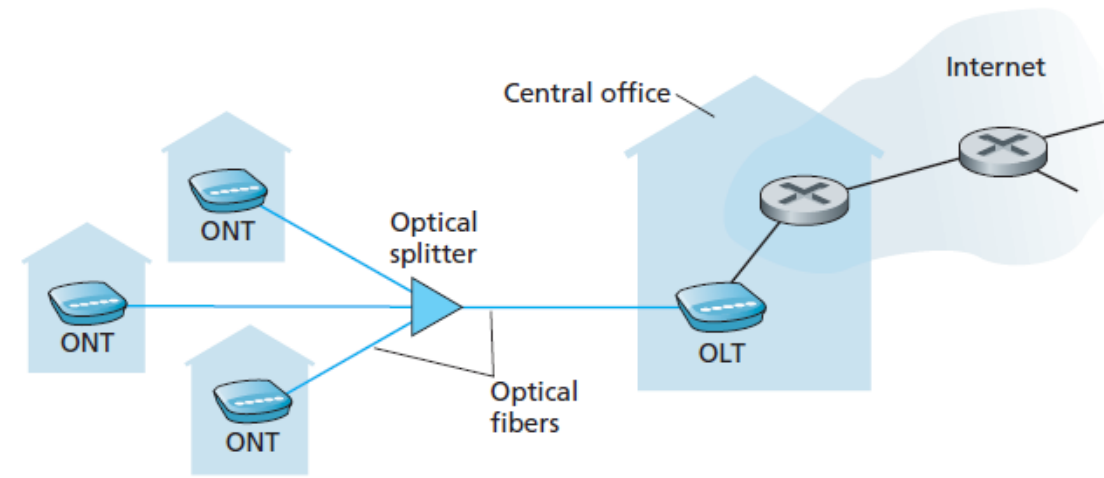 Internet
Central office
ONT
Optical
splitter
ONT
OLT
Optical
fibers
ONT